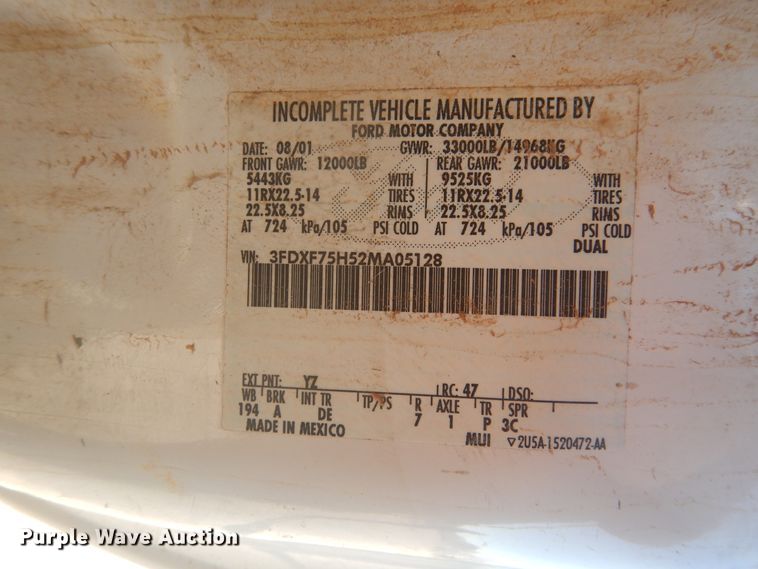 INCOMPLETE VEHICLE MANUFACTURED BY
FORD MOTOR COMPANY
DATE: 08/01 GVWR: 33000LB/14968KG
FRONT GAWR: 12000LB REAR GAWR: 21000LB
5443KG WITH 9525KG WITH
11RX22.5-14 TIRES 11RX22.5-14 TIRES
22.5X8.25 RIMS 22.5X8.25 RIMS
AT 724 kPa/105 PSI COLD AT 724 kPa/105 PSI COLD
DUAL
VIN: 3FDXF75H52MA05128
EXT PNT: YZ RC: 47 DSO:
WB BRK INT TR TP/PS R AXLE TR SPR
194 A DE 7 1 P 3C
MADE IN MEXICO MUI ▽2U5A-1520472-AA
Purple Wave Auction